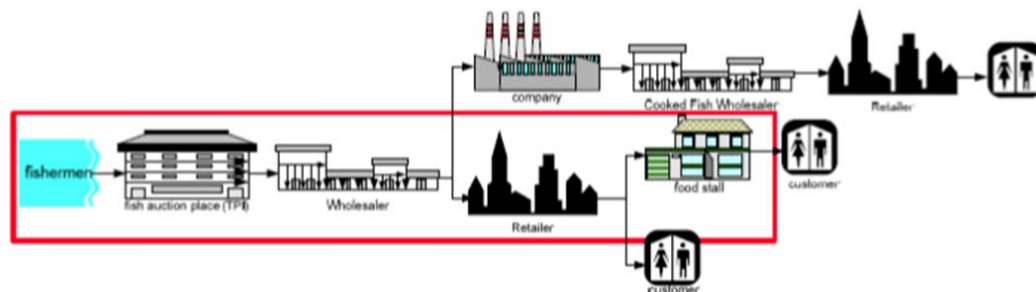 company
Cooked Fish Wholesaler
Retailer
fishermen
fish auction place (TPI)
Wholesaler
Retailer
food stall
customer
customer